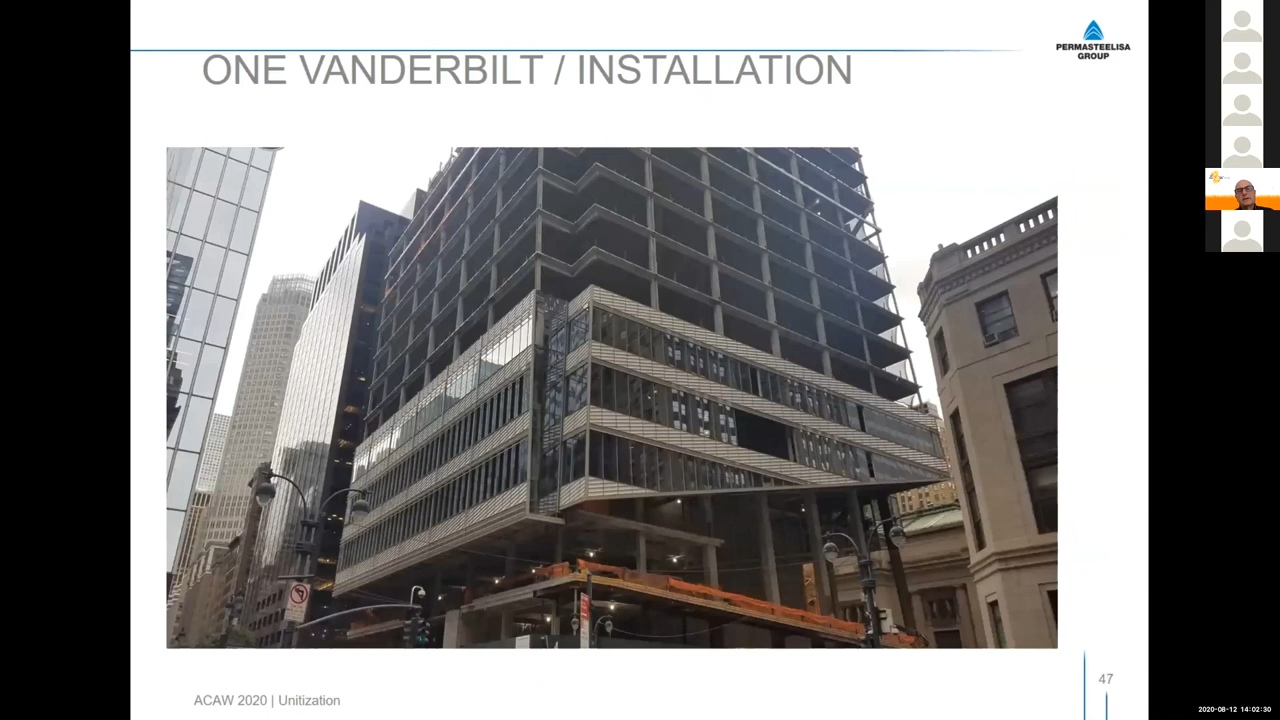 ONE VANDERBILT / INSTALLATION
PERMASTEELISA
GROUP
ACAW 2020 | Unitization
47
2020-08-12 14:02:30